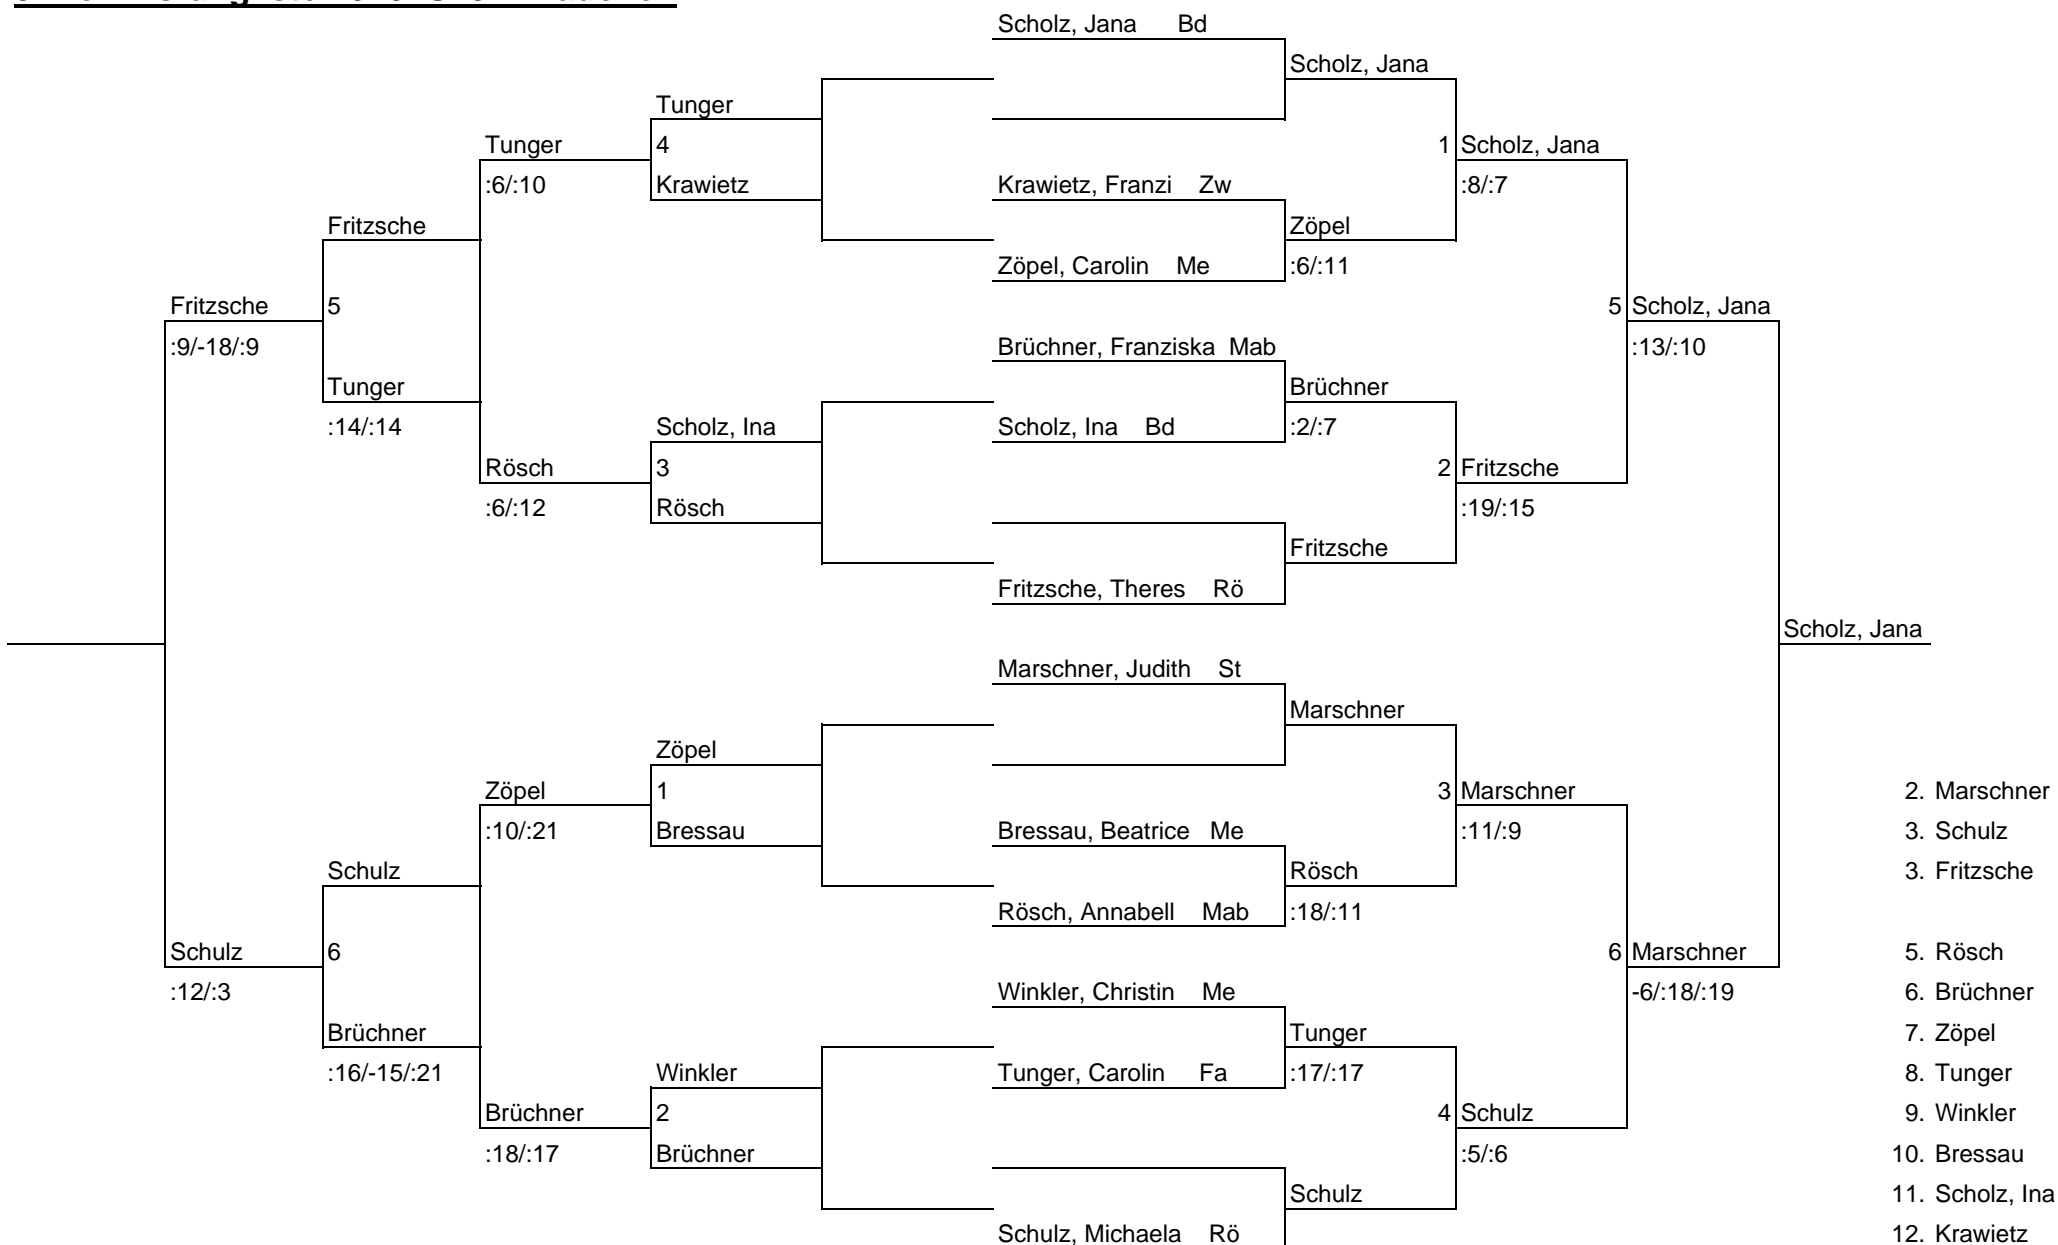 Scholz, Jana Bd
Scholz, Jana
Tunger
Tunger
4
1 Scholz, Jana
:6/:10
Krawietz
Krawietz, Franzi Zw
:8/:7
Fritzsche
Zöpel
Zöpel, Carolin Me
:6/:11
Fritzsche
5
5 Scholz, Jana
:9/-18/:9
Brüchner, Franziska Mab
:13/:10
Tunger
Brüchner
:14/:14
Scholz, Ina
Scholz, Ina Bd
:2/:7
Rösch
3
2 Fritzsche
:6/:12
Rösch
:19/:15
Fritzsche
Fritzsche, Theres Rö
Scholz, Jana
Marschner, Judith St
Marschner
Zöpel
Zöpel
1
3 Marschner
2. Marschner
:10/:21
Bressau
Bressau, Beatrice Me
:11/:9
3. Schulz
Schulz
Rösch
3. Fritzsche
Rösch, Annabell Mab
:18/:11
Schulz
6
6 Marschner
5. Rösch
:12/:3
Winkler, Christin Me
-6/:18/:19
6. Brüchner
Brüchner
Tunger
7. Zöpel
:16/-15/:21
Winkler
Tunger, Carolin Fa
:17/:17
8. Tunger
Brüchner
2
4 Schulz
9. Winkler
:18/:17
Brüchner
:5/:6
10. Bressau
Schulz
11. Scholz, Ina
Schulz, Michaela Rö
12. Krawietz